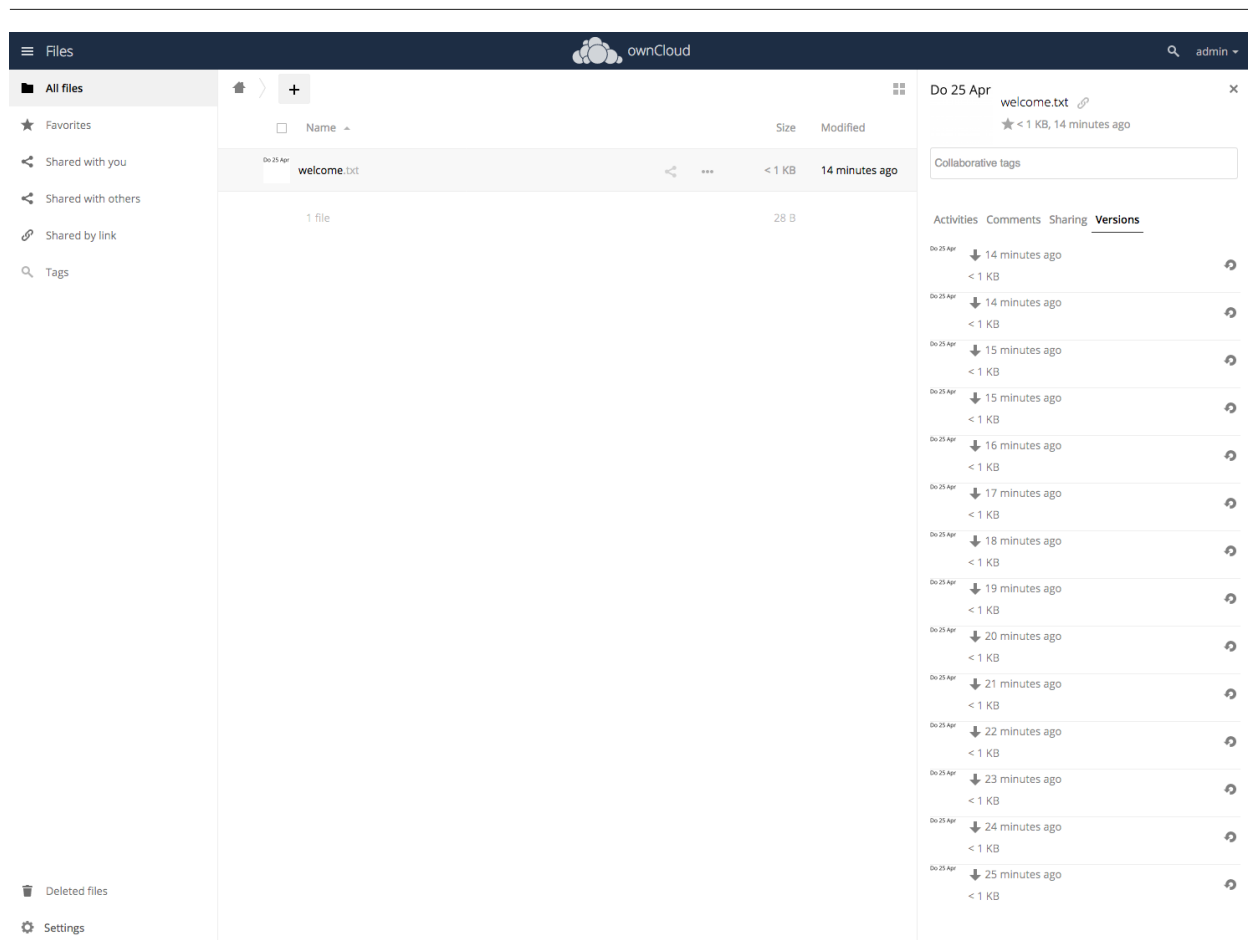 Files
ownCloud
admin
All files
Favorites
Shared with you
Shared with others
Shared by link
Tags
Deleted files
Settings
+
Name
Size
Modified
Do 25 Apr
welcome.txt
< 1 KB
14 minutes ago
1 file
28 B
Do 25 Apr
welcome.txt
< 1 KB, 14 minutes ago
Collaborative tags
Activities Comments Sharing Versions
Do 25 Apr 14 minutes ago
< 1 KB
Do 25 Apr 14 minutes ago
< 1 KB
Do 25 Apr 15 minutes ago
< 1 KB
Do 25 Apr 15 minutes ago
< 1 KB
Do 25 Apr 16 minutes ago
< 1 KB
Do 25 Apr 17 minutes ago
< 1 KB
Do 25 Apr 18 minutes ago
< 1 KB
Do 25 Apr 19 minutes ago
< 1 KB
Do 25 Apr 20 minutes ago
< 1 KB
Do 25 Apr 21 minutes ago
< 1 KB
Do 25 Apr 22 minutes ago
< 1 KB
Do 25 Apr 23 minutes ago
< 1 KB
Do 25 Apr 24 minutes ago
< 1 KB
Do 25 Apr 25 minutes ago
< 1 KB